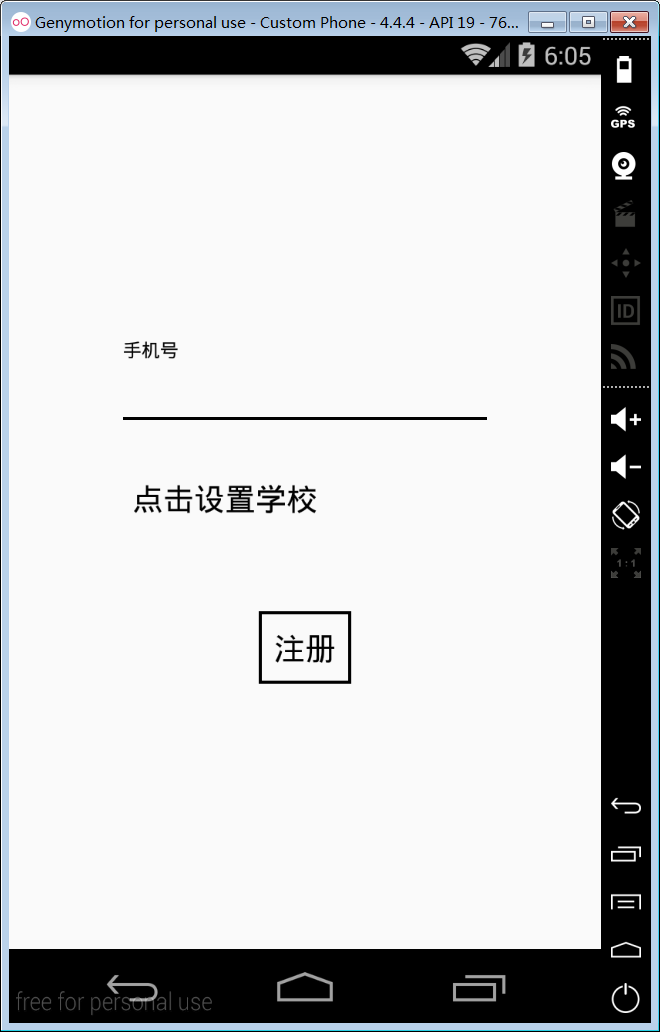 Genymotion for personal use - Custom Phone - 4.4.4 - API 19 - 76...
6:05
GPS
ID
1:1
手机号
点击设置学校
注册
free for personal use